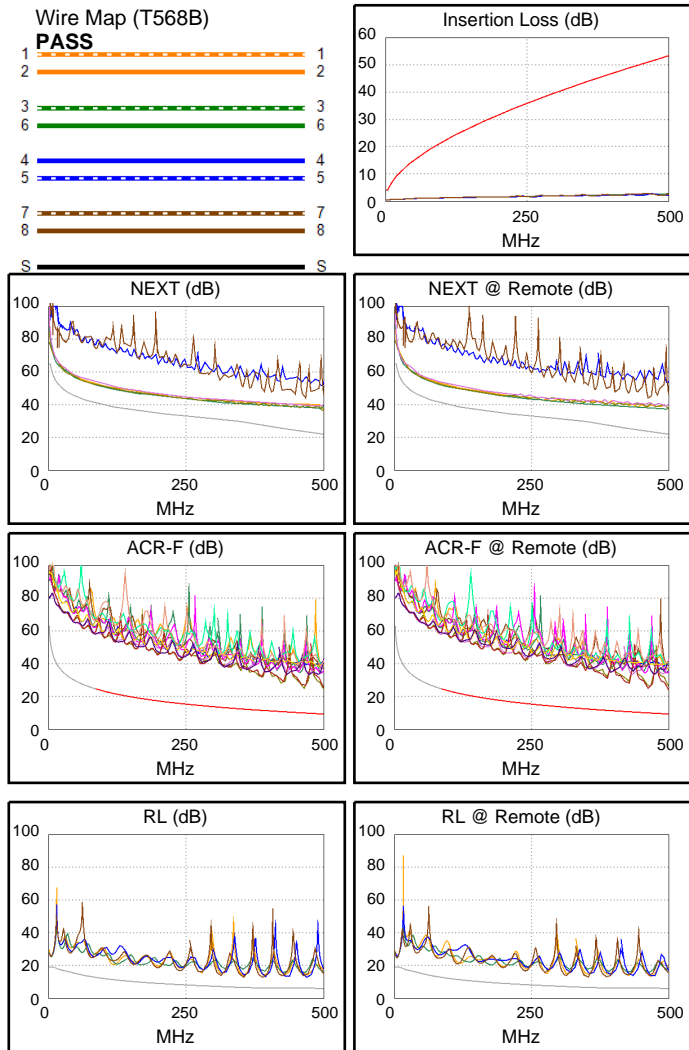 Wire Map (T568B)
PASS
1 1
2 2
3 3
6 6
4 4
5 5
7 7
8 8
S S
Insertion Loss (dB)
60
50
40
30
20
10
0
0 250 500
MHz
NEXT (dB)
100
80
60
40
20
0
0 250 500
MHz
NEXT @ Remote (dB)
100
80
60
40
20
0
0 250 500
MHz
ACR-F (dB)
100
80
60
40
20
0
0 250 500
MHz
ACR-F @ Remote (dB)
100
80
60
40
20
0
0 250 500
MHz
RL (dB)
100
80
60
40
20
0
0 250 500
MHz
RL @ Remote (dB)
100
80
60
40
20
0
0 250 500
MHz